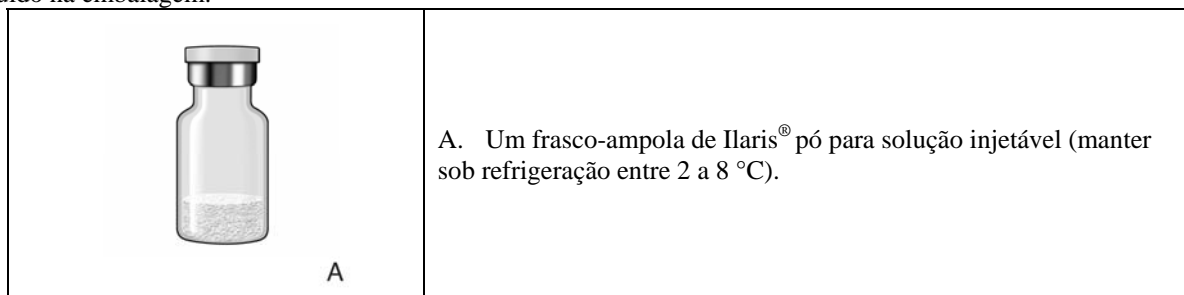 A
A. Um frasco-ampola de Ilaris® pó para solução injetável (manter
sob refrigeração entre 2 a 8 °C).